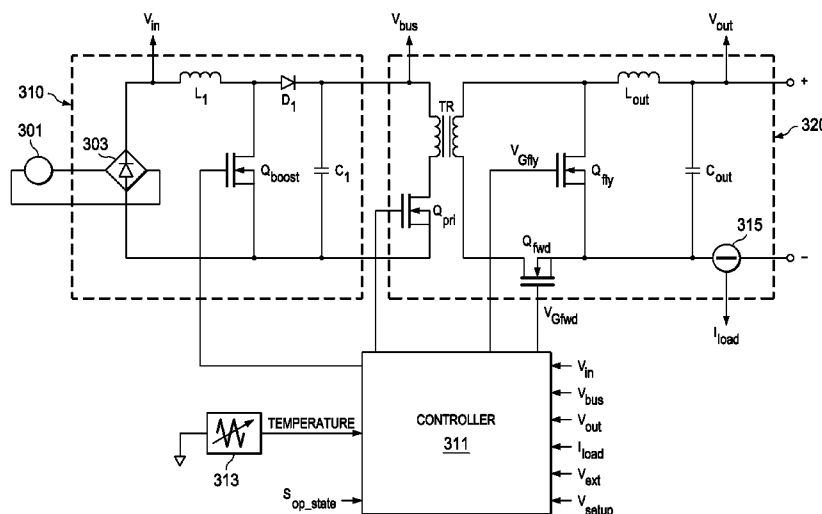 V_in
V_bus
V_out
310
L_1
D_1
TR
L_out
+
301
303
320
Q_boost
C_1
V_Gfly
Q_fly
C_out
Q_pri
Q_fwd
315
–
V_Gfwd
I_load
V_in
V_bus
TEMPERATURE
CONTROLLER
V_out
311
I_load
313
V_ext
S_op_state
V_setup